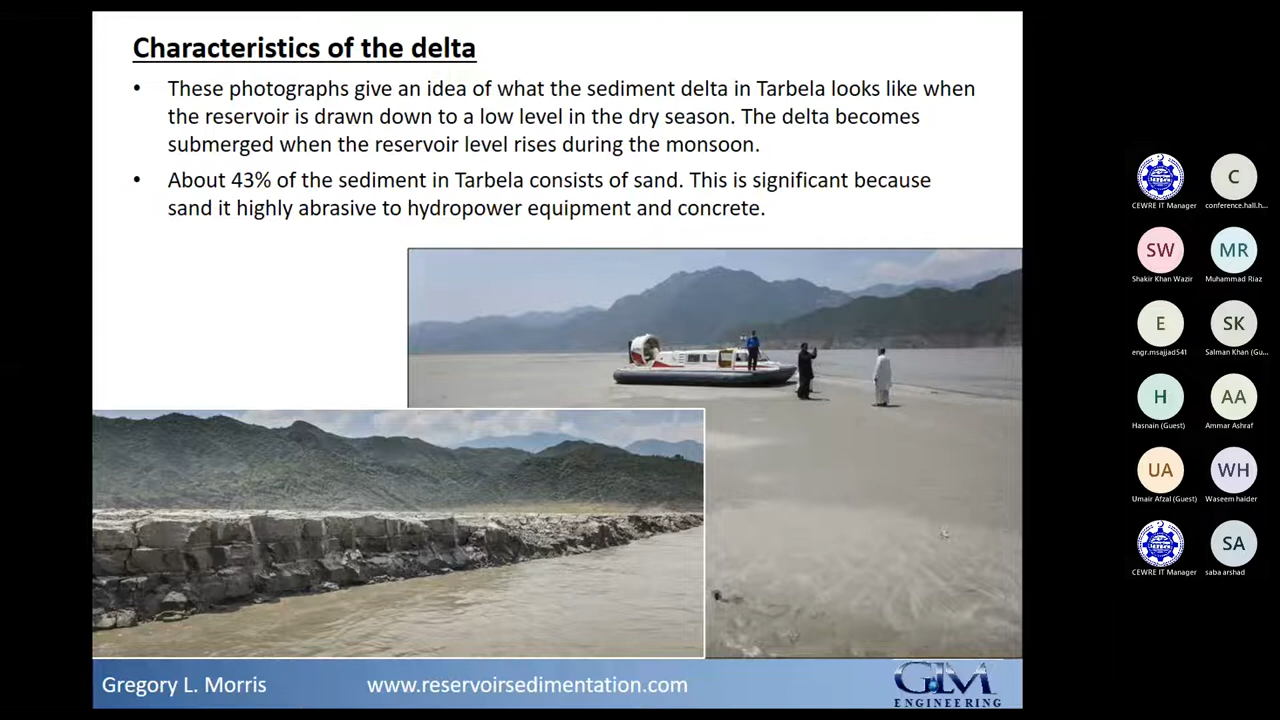 Characteristics of the delta
• These photographs give an idea of what the sediment delta in Tarbela looks like when
the reservoir is drawn down to a low level in the dry season. The delta becomes
submerged when the reservoir level rises during the monsoon.
• About 43% of the sediment in Tarbela consists of sand. This is significant because
sand it highly abrasive to hydropower equipment and concrete.
Gregory L. Morris
www.reservoirsedimentation.com
GLM
ENGINEERING
CEWRE IT Manager
C
conference.hall.h...
SW
Shakir Khan Wazir
MR
Muhammad Riaz
E
engr.msajjad541
SK
Salman Khan (Gu...
H
Hasnain (Guest)
AA
Ammar Ashraf
UA
Umair Afzal (Guest)
WH
Waseem haider
CEWRE IT Manager
SA
saba arshad